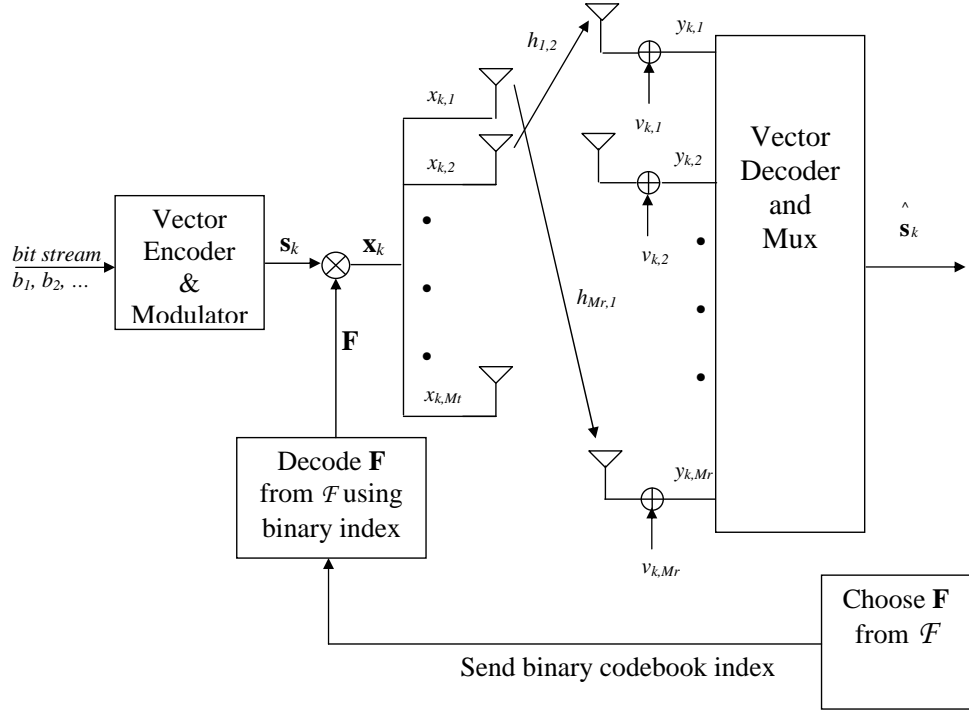 bit stream
b1, b2, ...
Vector
Encoder
&
Modulator
sk
xk
F
xk,1
xk,2
xk,Mt
h1,2
hMr,1
yk,1
vk,1
yk,2
vk,2
yk,Mr
vk,Mr
Vector
Decoder
and
Mux
^
sk
Decode F
from ℱ using
binary index
Send binary codebook index
Choose F
from ℱ